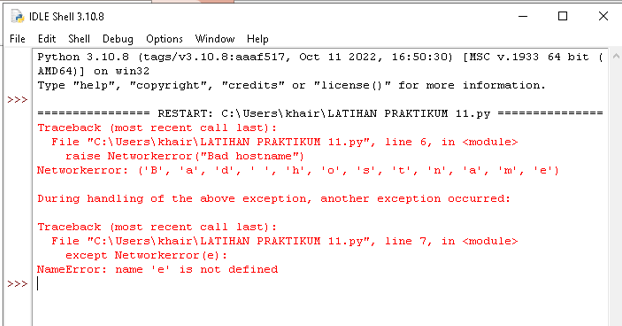 IDLE Shell 3.10.8
File Edit Shell Debug Options Window Help
Python 3.10.8 (tags/v3.10.8:aaaf517, Oct 11 2022, 16:50:30) [MSC v.1933 64 bit (
AMD64)] on win32
Type "help", "copyright", "credits" or "license()" for more information.
>>>
================ RESTART: C:\Users\khair\LATIHAN PRAKTIKUM 11.py ===============
Traceback (most recent call last):
  File "C:\Users\khair\LATIHAN PRAKTIKUM 11.py", line 6, in <module>
    raise Networkerror("Bad hostname")
Networkerror: ('B', 'a', 'd', ' ', 'h', 'o', 's', 't', 'n', 'a', 'm', 'e')
During handling of the above exception, another exception occurred:
Traceback (most recent call last):
  File "C:\Users\khair\LATIHAN PRAKTIKUM 11.py", line 7, in <module>
    except Networkerror(e):
NameError: name 'e' is not defined
>>>